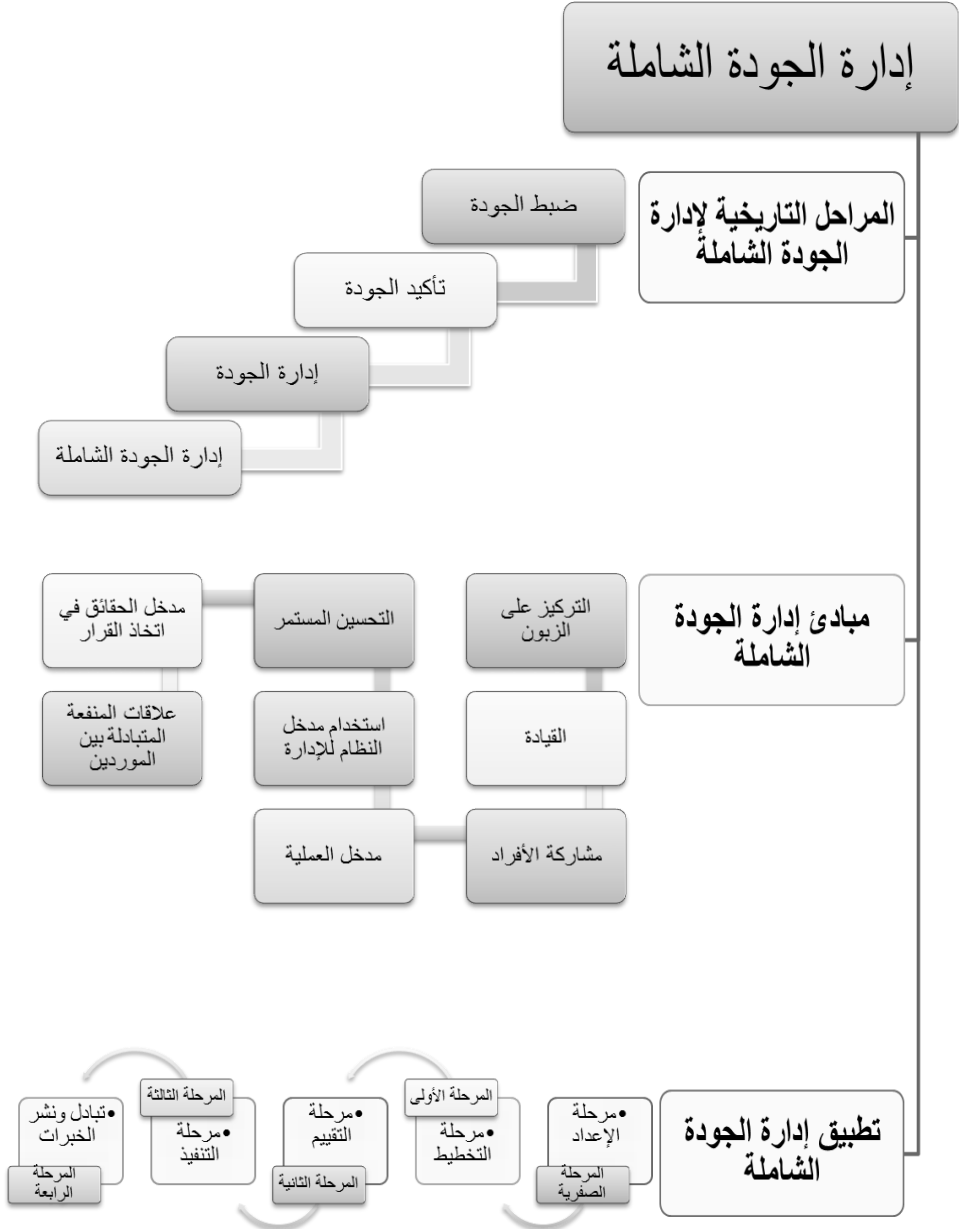 إدارة الجودة الشاملة
المراحل التاريخية لإدارة
الجودة الشاملة
ضبط الجودة
تأكيد الجودة
إدارة الجودة
إدارة الجودة الشاملة
مبادئ إدارة الجودة
الشاملة
التركيز على
الزبون
القيادة
مشاركة الأفراد
مدخل العملية
استخدام مدخل
النظام للإدارة
التحسين المستمر
مدخل الحقائق في
اتخاذ القرار
علاقات المنفعة
المتبادلة بين
الموردين
تطبيق إدارة الجودة
الشاملة
•مرحلة
الإعداد
المرحلة
الصفرية
المرحلة الأولى
•مرحلة
التخطيط
•مرحلة
التقييم
المرحلة الثانية
المرحلة الثالثة
•مرحلة
التنفيذ
•تبادل ونشر
الخبرات
المرحلة
الرابعة